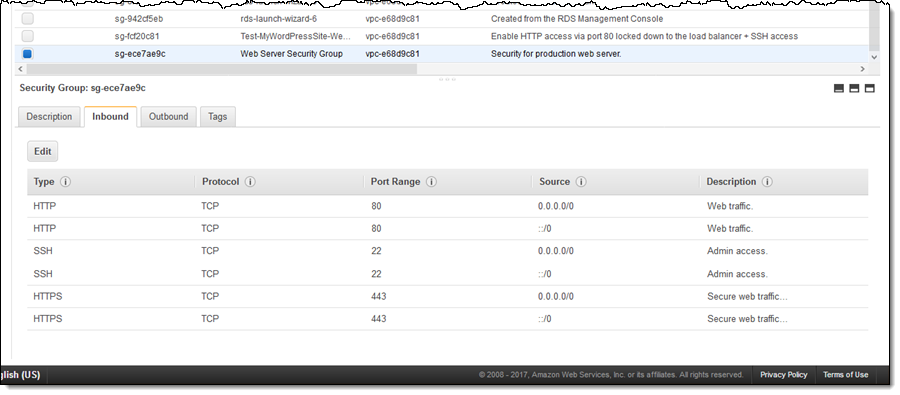 sg-942cf5eb rds-launch-wizard-6 vpc-e68d9c81 Created from the RDS Management Console
sg-fcf20c81 Test-MyWordPressSite-We... vpc-e68d9c81 Enable HTTP access via port 80 locked down to the load balancer + SSH access
sg-ece7ae9c Web Server Security Group vpc-e68d9c81 Security for production web server.
Security Group: sg-ece7ae9c
Description Inbound Outbound Tags
Edit
Type Protocol Port Range Source Description
HTTP TCP 80 0.0.0.0/0 Web traffic.
HTTP TCP 80 ::/0 Web traffic.
SSH TCP 22 0.0.0.0/0 Admin access.
SSH TCP 22 ::/0 Admin access.
HTTPS TCP 443 0.0.0.0/0 Secure web traffic...
HTTPS TCP 443 ::/0 Secure web traffic...
glish (US) © 2008 - 2017, Amazon Web Services, Inc. or its affiliates. All rights reserved. Privacy Policy Terms of Use